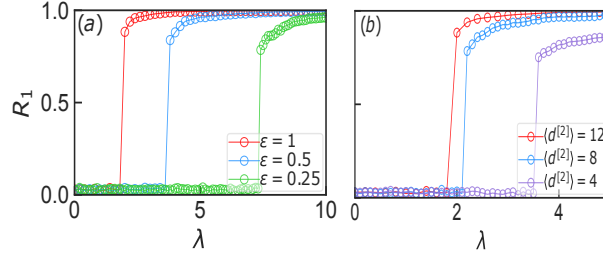 (a)
R₁
1.0
0.5
0.0
ε = 1
ε = 0.5
ε = 0.25
0
5
10
λ
(b)
⟨d^[2]⟩ = 12
⟨d^[2]⟩ = 8
⟨d^[2]⟩ = 4
0
2
4
λ